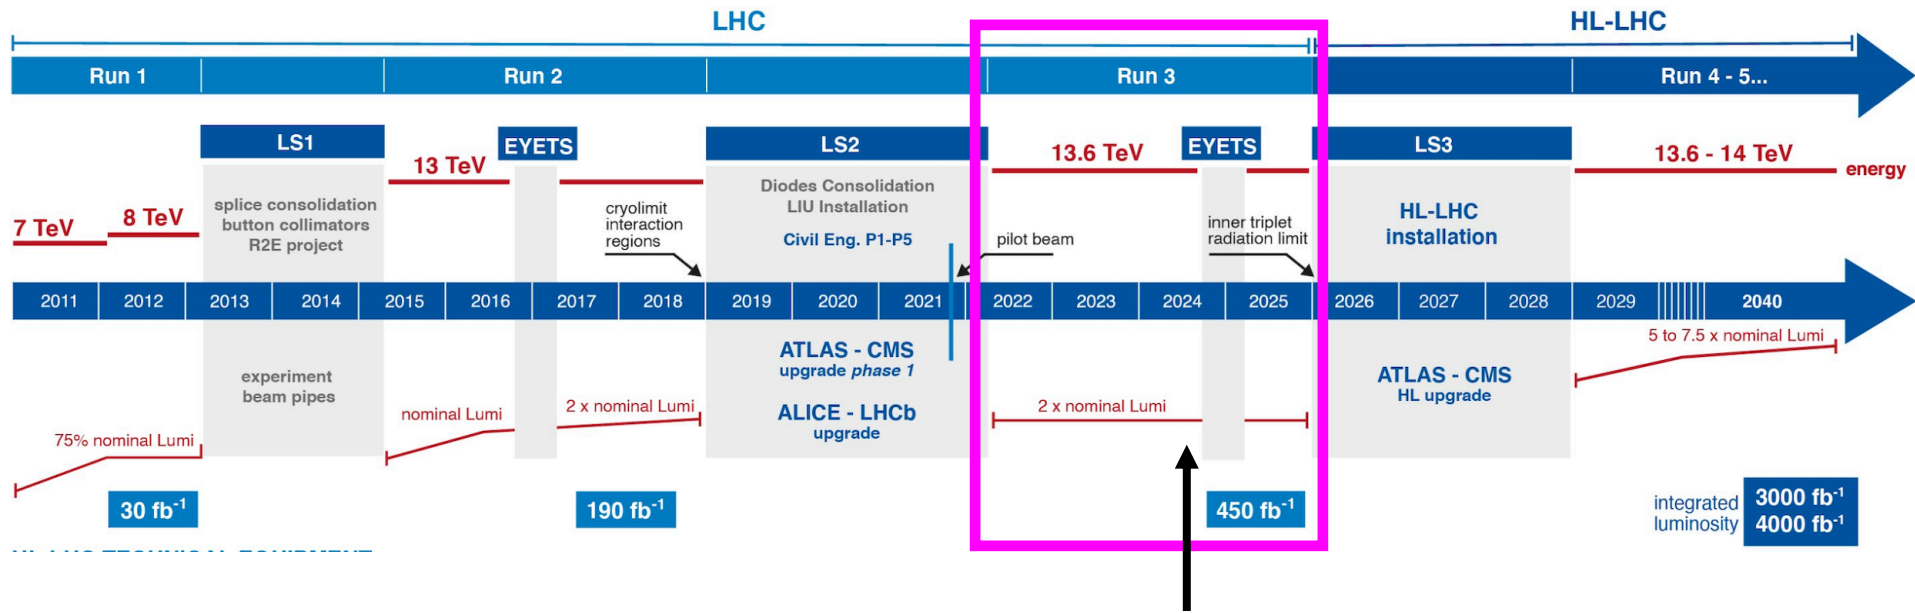 LHC
HL-LHC
Run 1
Run 2
Run 3
Run 4 - 5...
LS1
EYETS
LS2
EYETS
LS3
13 TeV
13.6 TeV
13.6 - 14 TeV
energy
7 TeV
8 TeV
splice consolidation
button collimators
R2E project
cryolimit
interaction
regions
Diodes Consolidation
LIU Installation
Civil Eng. P1-P5
pilot beam
inner triplet
radiation limit
HL-LHC
installation
2011
2012
2013
2014
2015
2016
2017
2018
2019
2020
2021
2022
2023
2024
2025
2026
2027
2028
2029
2040
5 to 7.5 x nominal Lumi
experiment
beam pipes
ATLAS - CMS
upgrade phase 1
ALICE - LHCb
upgrade
ATLAS - CMS
HL upgrade
75% nominal Lumi
nominal Lumi
2 x nominal Lumi
2 x nominal Lumi
30 fb⁻¹
190 fb⁻¹
450 fb⁻¹
integrated
luminosity
3000 fb⁻¹
4000 fb⁻¹